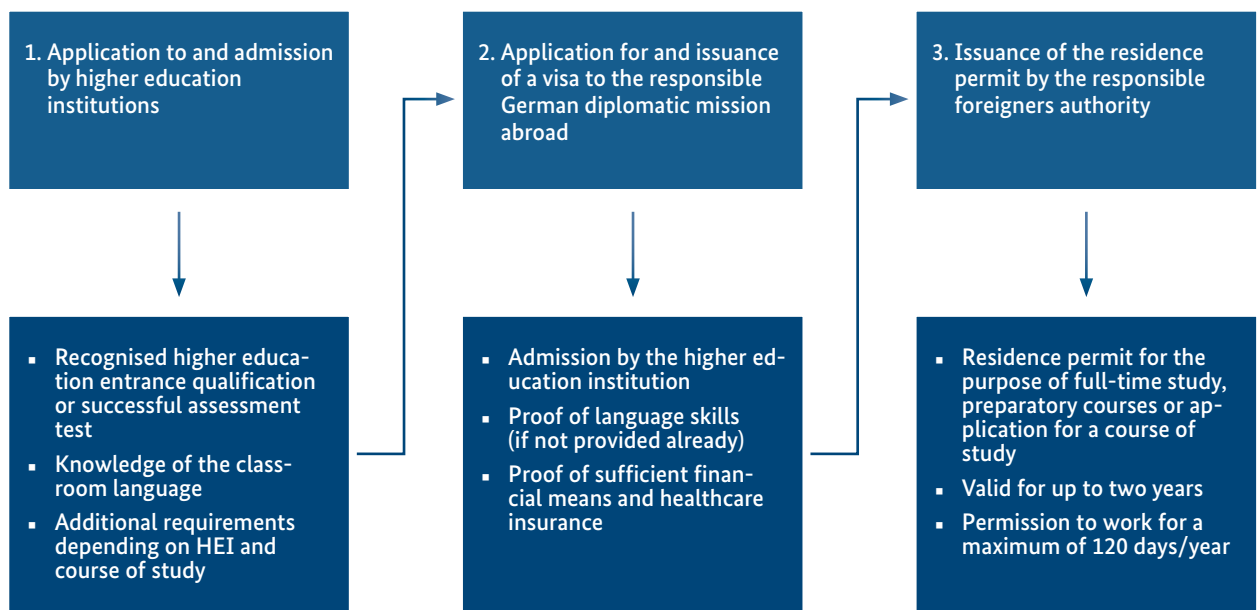 1. Application to and admission
by higher education
institutions
2. Application for and issuance
of a visa to the responsible
German diplomatic mission
abroad
3. Issuance of the residence
permit by the responsible
foreigners authority
▪ Recognised higher educa-
tion entrance qualification
or successful assessment
test
▪ Knowledge of the class-
room language
▪ Additional requirements
depending on HEI and
course of study
▪ Admission by the higher ed-
ucation institution
▪ Proof of language skills
(if not provided already)
▪ Proof of sufficient finan-
cial means and healthcare
insurance
▪ Residence permit for the
purpose of full-time study,
preparatory courses or ap-
plication for a course of
study
▪ Valid for up to two years
▪ Permission to work for a
maximum of 120 days/year